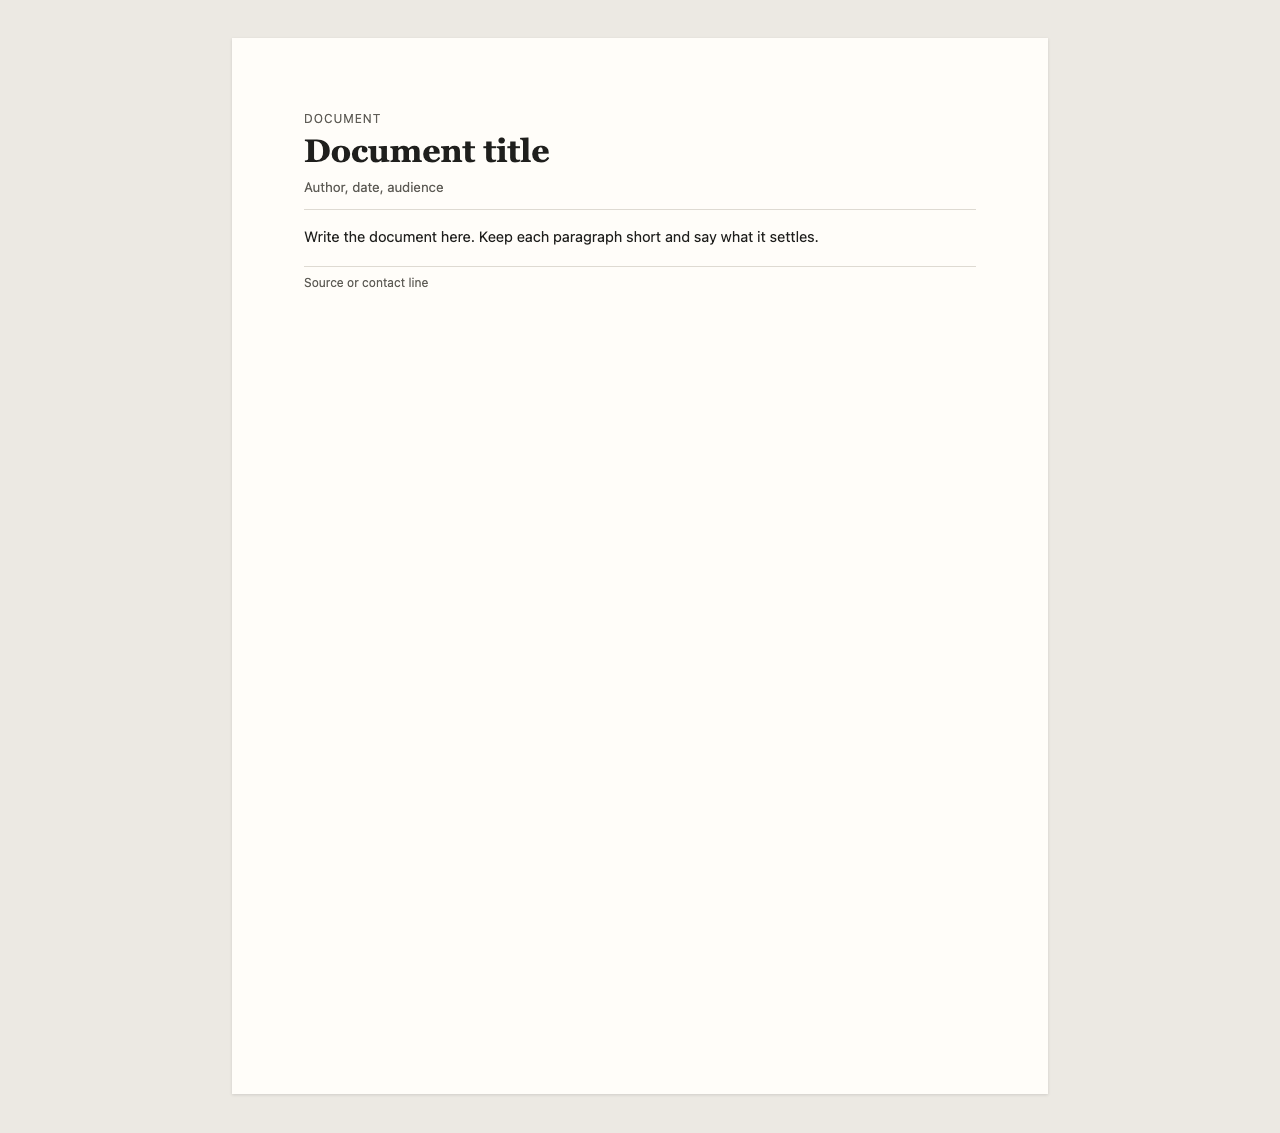 DOCUMENT
Document title
Author, date, audience
Write the document here. Keep each paragraph short and say what it settles.
Source or contact line